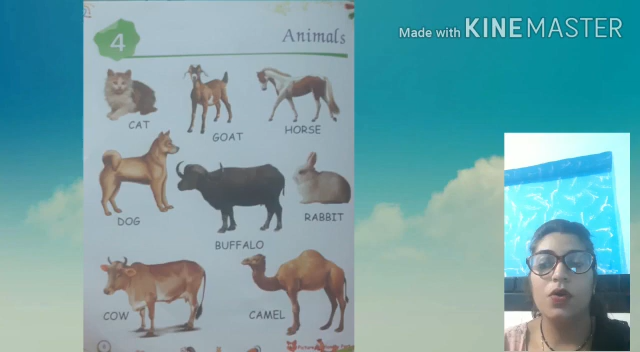 Made with KINEMASTER
4
Animals
CAT
GOAT
HORSE
DOG
BUFFALO
RABBIT
COW
CAMEL